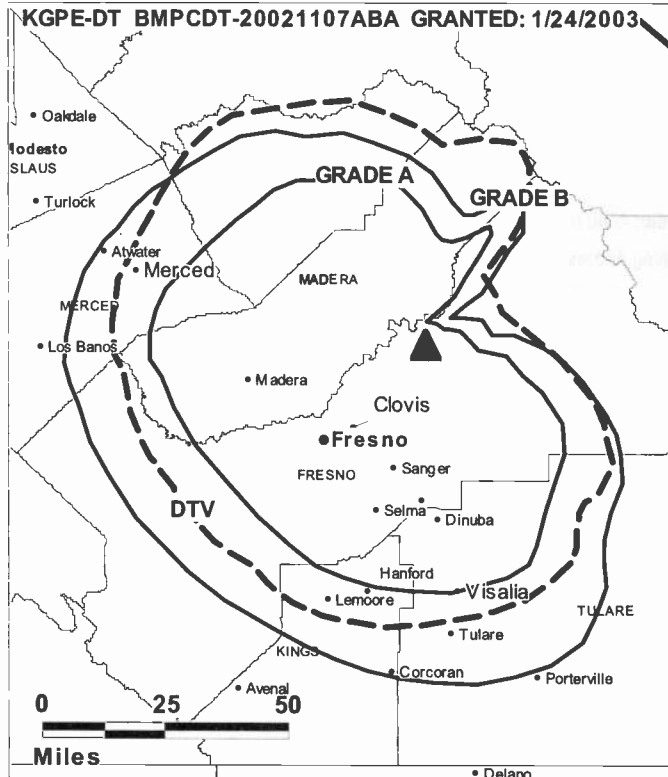 KGPE-DT BMPCDT-20021107ABA GRANTED: 1/24/2003
Oakdale
Modesto
SLAUS
Turlock
GRADE A
GRADE B
Atwater
Merced
MADERA
MERCED
Los Banos
Madera
Clovis
Fresno
FRESNO
Sanger
DTV
Selma
Dinuba
Hanford
Lemoore
Visalia
TULARE
Tulare
KINGS
Corcoran
Avenal
Porterville
0 25 50
Miles
Delano